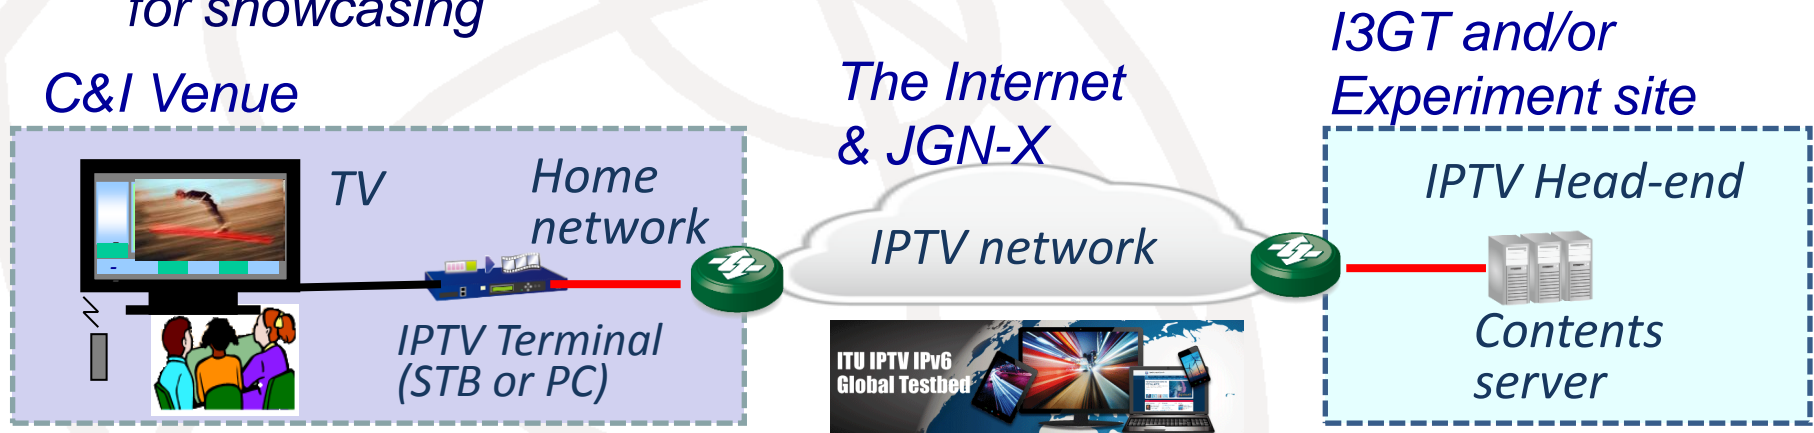 for showcasing
C&I Venue
TV
Home
network
IPTV Terminal
(STB or PC)
The Internet
& JGN-X
IPTV network
ITU IPTV IPv6
Global Testbed
I3GT and/or
Experiment site
IPTV Head-end
Contents
server